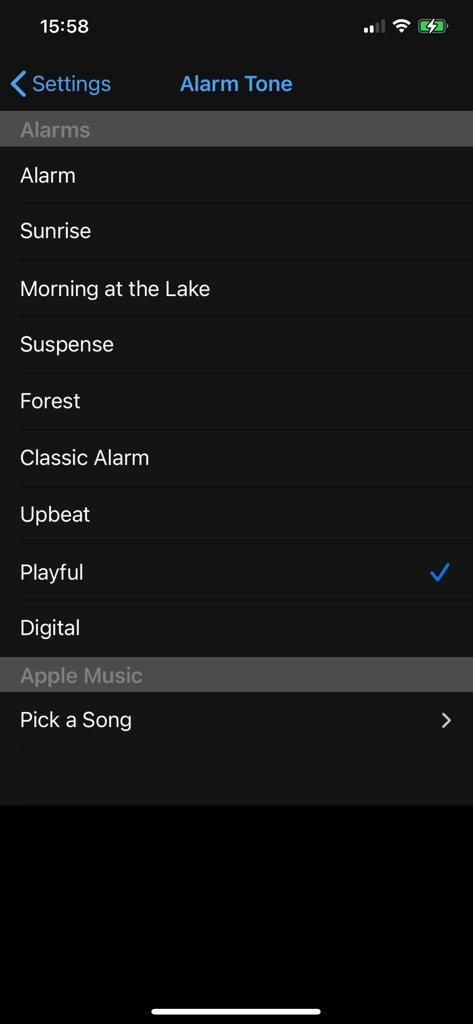 15:58
Settings
Alarm Tone
Alarms
Alarm
Sunrise
Morning at the Lake
Suspense
Forest
Classic Alarm
Upbeat
Playful
Digital
Apple Music
Pick a Song